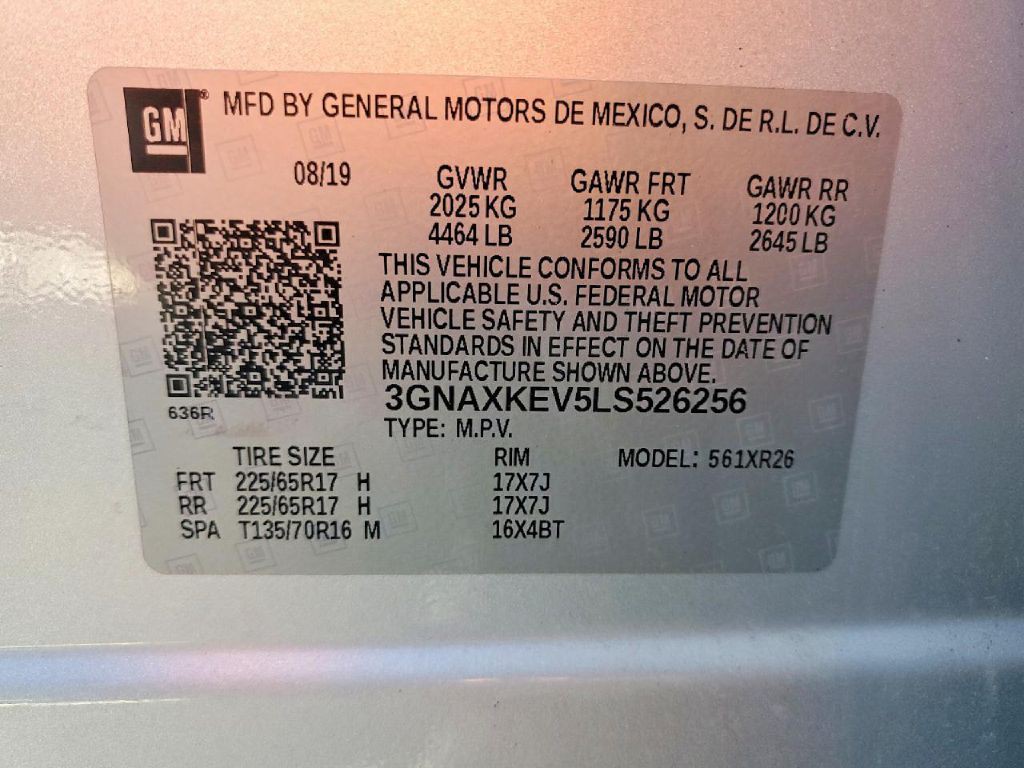 GM® MFD BY GENERAL MOTORS DE MEXICO, S. DE R.L. DE C.V.
08/19 GVWR GAWR FRT GAWR RR
2025 KG 1175 KG 1200 KG
4464 LB 2590 LB 2645 LB
THIS VEHICLE CONFORMS TO ALL
APPLICABLE U.S. FEDERAL MOTOR
VEHICLE SAFETY AND THEFT PREVENTION
STANDARDS IN EFFECT ON THE DATE OF
MANUFACTURE SHOWN ABOVE.
3GNAXKEV5LS526256
636R
TYPE: M.P.V.
TIRE SIZE RIM MODEL: 561XR26
FRT 225/65R17 H 17X7J
RR 225/65R17 H 17X7J
SPA T135/70R16 M 16X4BT